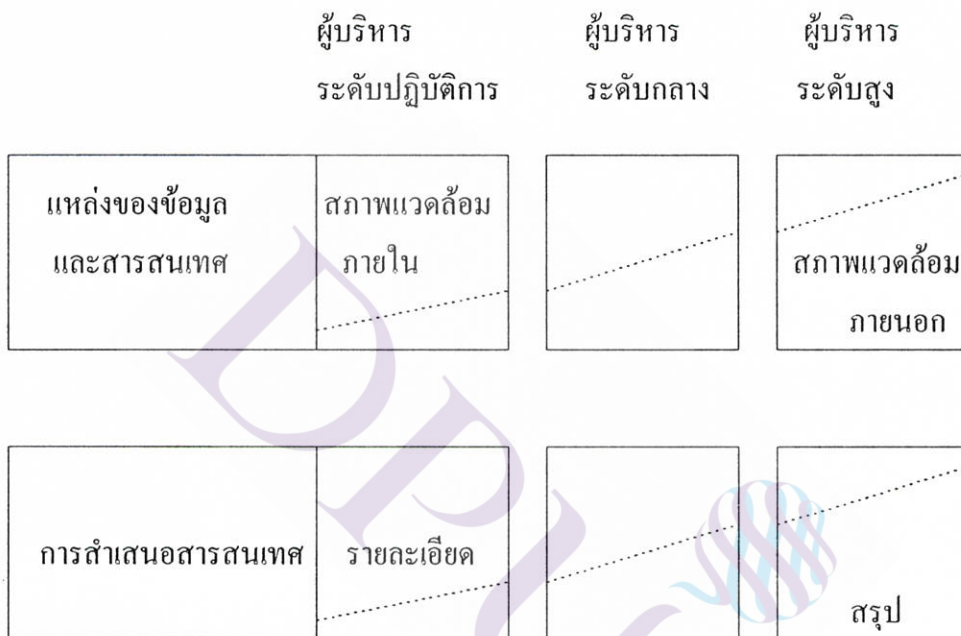 ผู้บริหาร ผู้บริหาร ผู้บริหาร
ระดับปฏิบัติการ ระดับกลาง ระดับสูง
แหล่งของข้อมูล สภาพแวดล้อม
และสารสนเทศ ภายใน
สภาพแวดล้อม
ภายนอก
การสำเสนอสารสนเทศ รายละเอียด
สรุป